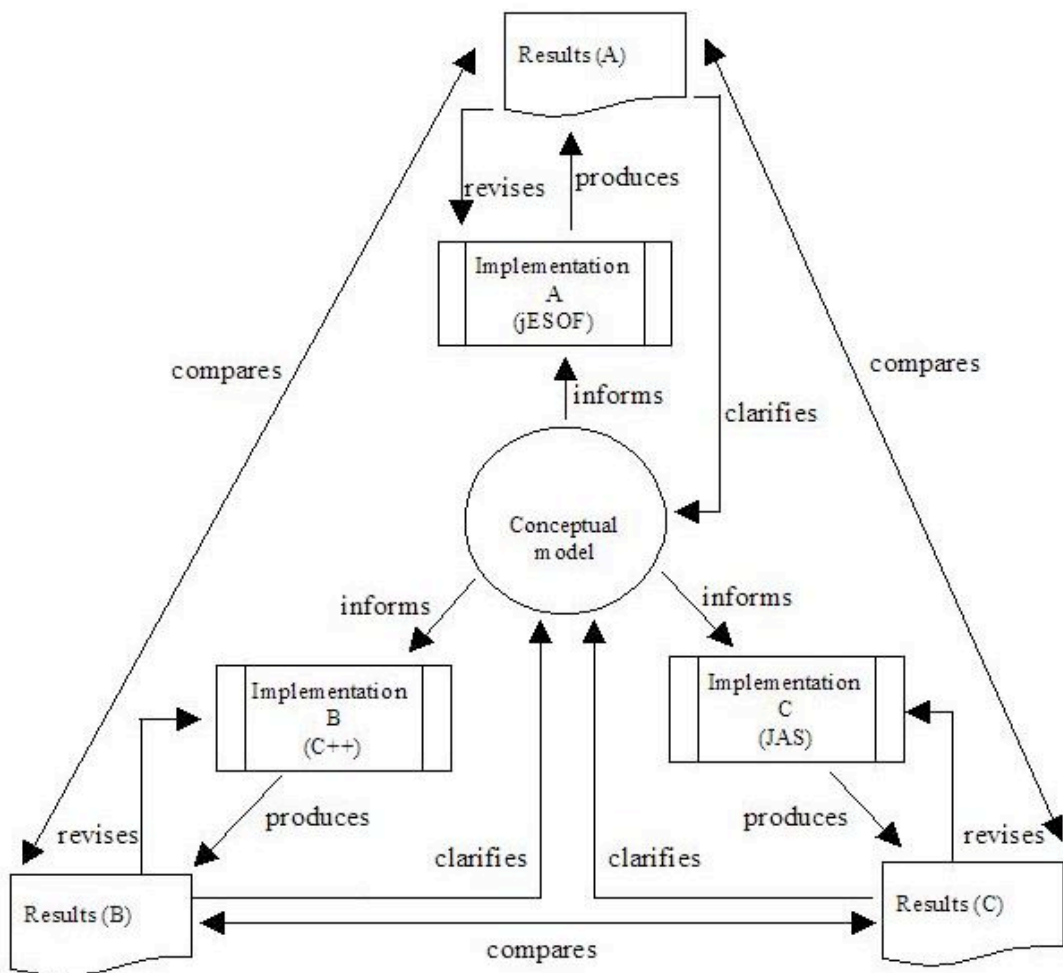 Results (A)
revises
produces
Implementation
A
(jESOF)
compares
compares
informs
clarifies
Conceptual
model
informs
informs
Implementation
B
(C++)
Implementation
C
(JAS)
revises
produces
clarifies
clarifies
produces
revises
Results (B)
Results (C)
compares